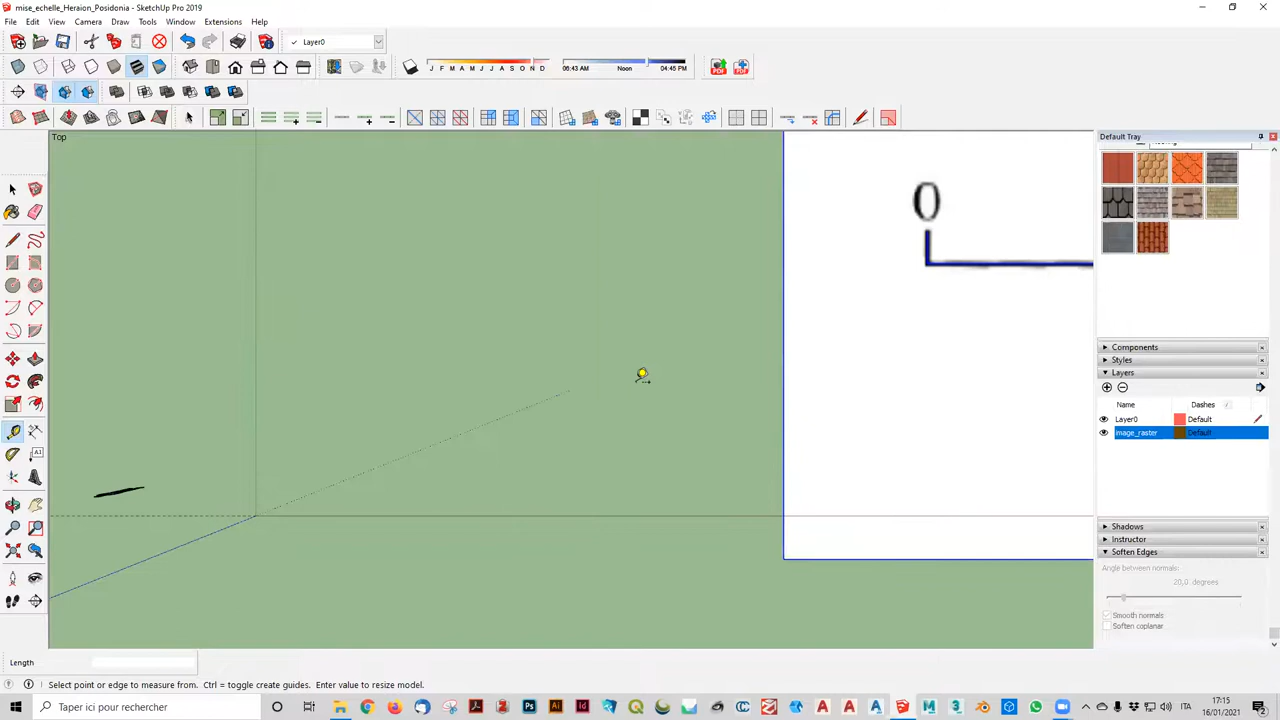 mise_echelle_Heraion_Posidonia - SketchUp Pro 2019
File Edit View Camera Draw Tools Window Extensions Help
Layer0
J F M A M J J A S O N D
06:43 AM Noon 04:45 PM
Top
Default Tray
0
Components
Styles
Layers
Name Dashes
Layer0 Default
image_raster Default
Shadows
Instructor
Soften Edges
Angle between normals:
20,0 degrees
Smooth normals
Soften coplanar
Length
Select point or edge to measure from. Ctrl = toggle create guides. Enter value to resize model.
Taper ici pour rechercher
17:15
16/01/2021